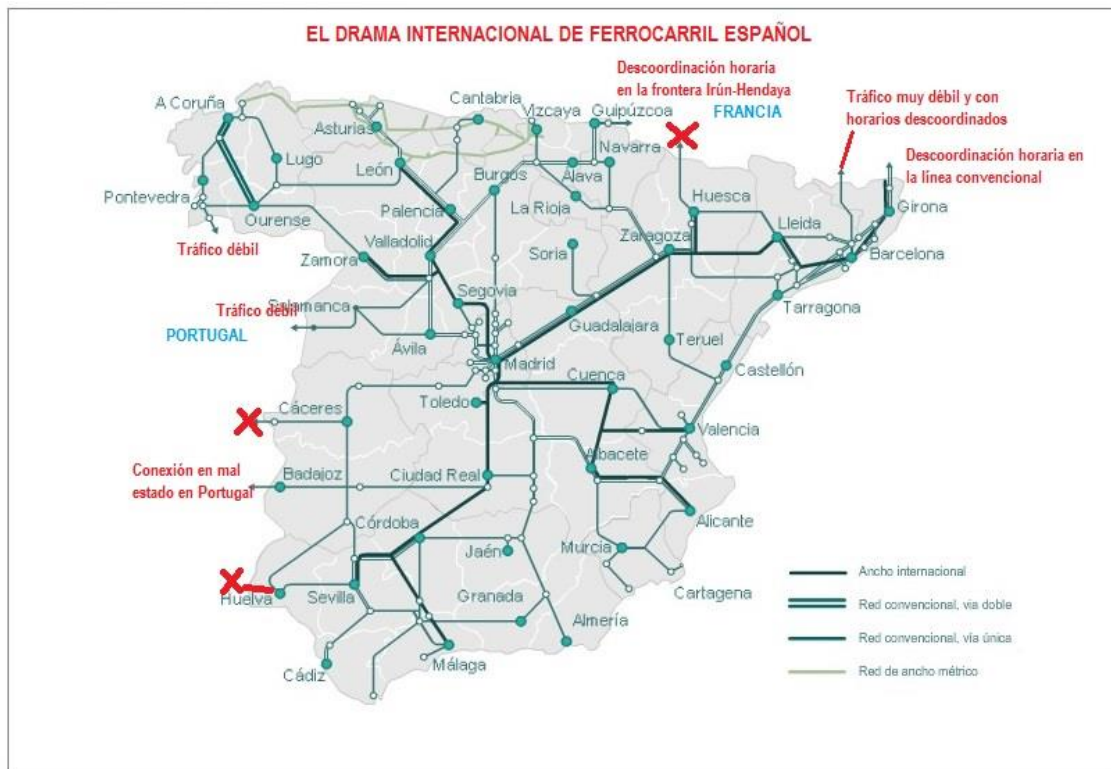 EL DRAMA INTERNACIONAL DE FERROCARRIL ESPAÑOL
Descoordinación horaria
en la frontera Irún-Hendaya
FRANCIA
Tráfico muy débil y con
horarios descoordinados
Descoordinación horaria en
la línea convencional
A Coruña
Asturias
Cantabria
Vizcaya
Guipúzcoa
Lugo
León
Burgos
Alava
Navarra
Huesca
Girona
Pontevedra
Ourense
Palencia
La Rioja
Lleida
Tráfico débil
Valladolid
Soria
Zaragoza
Barcelona
Zamora
Segovia
Tarragona
Salamanca
Tráfico débil
Guadalajara
PORTUGAL
Ávila
Teruel
Madrid
Castellón
Cuenca
Toledo
Cáceres
Valencia
Conexión en mal
estado en Portugal
Badajoz
Ciudad Real
Albacete
Córdoba
Alicante
Jaén
Murcia
Huelva
Sevilla
Granada
Cartagena
Almería
Cádiz
Málaga
Ancho internacional
Red convencional, via doble
Red convencional, vía única
Red de ancho métrico